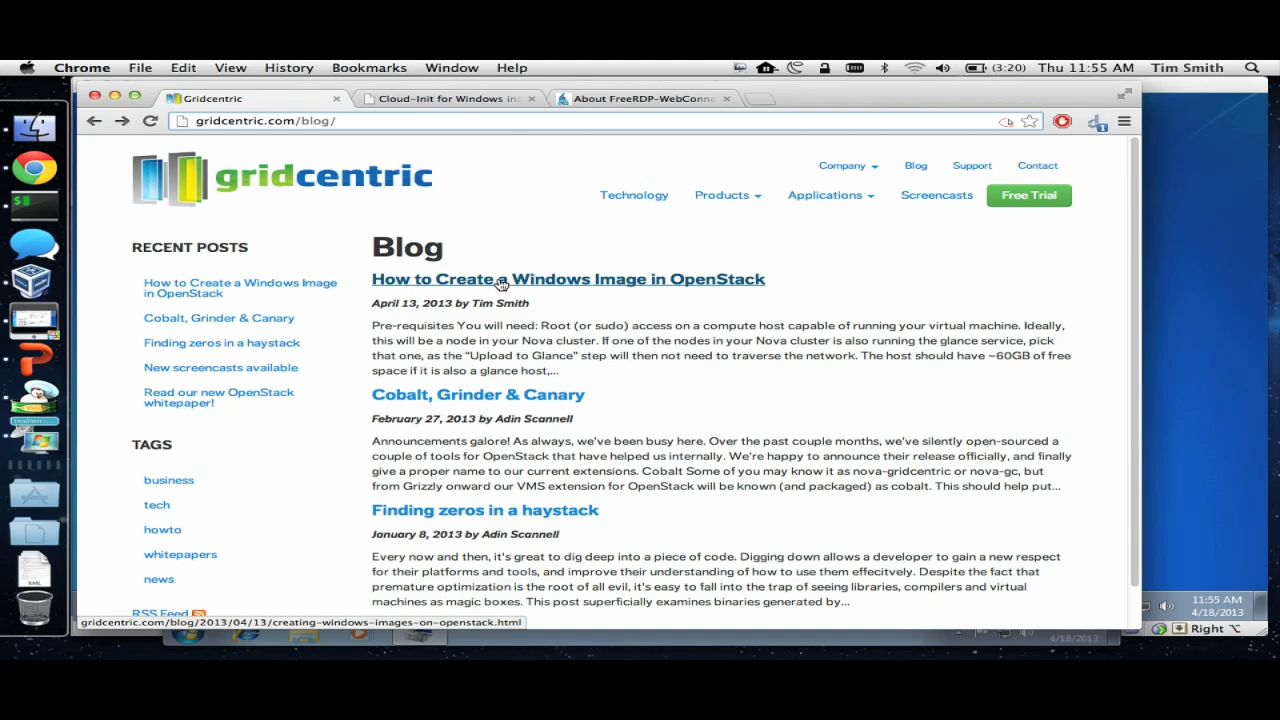 Chrome File Edit View History Bookmarks Window Help (3:20) Thu 11:55 AM Tim Smith
Gridcentric
Cloud-Init for Windows in
About FreeRDP-WebConn
gridcentric.com/blog/
1
gridcentric
Company Blog Support Contact
Technology Products Applications Screencasts Free Trial
RECENT POSTS
How to Create a Windows Image
in OpenStack
Cobalt, Grinder & Canary
Finding zeros in a haystack
New screencasts available
Read our new OpenStack
whitepaper!
TAGS
business
tech
howto
whitepapers
news
RSS Feed
Blog
How to Create a Windows Image in OpenStack
April 13, 2013 by Tim Smith
Pre-requisites You will need: Root (or sudo) access on a compute host capable of running your virtual machine. Ideally,
this will be a node in your Nova cluster. If one of the nodes in your Nova cluster is also running the glance service, pick
that one, as the "Upload to Glance" step will then not need to traverse the network. The host should have ~60GB of free
space if it is also a glance host,...
Cobalt, Grinder & Canary
February 27, 2013 by Adin Scannell
Announcements galore! As always, we've been busy here. Over the past couple months, we've silently open-sourced a
couple of tools for OpenStack that have helped us internally. We're happy to announce their release officially, and finally
give a proper name to our current extensions. Cobalt Some of you may know it as nova-gridcentric or nova-gc, but
from Grizzly onward our VMS extension for OpenStack will be known (and packaged) as cobalt. This should help put...
Finding zeros in a haystack
January 8, 2013 by Adin Scannell
Every now and then, it's great to dig deep into a piece of code. Digging down allows a developer to gain a new respect
for their platforms and tools, and improve their understanding of how to use them effecitvely. Despite the fact that
premature optimization is the root of all evil, it's easy to fall into the trap of seeing libraries, compilers and virtual
machines as magic boxes. This post superficially examines binaries generated by...
gridcentric.com/blog/2013/04/13/creating-windows-images-on-openstack.html
11:55 AM
4/18/2013
Right ⌥
4/18/2013
XML